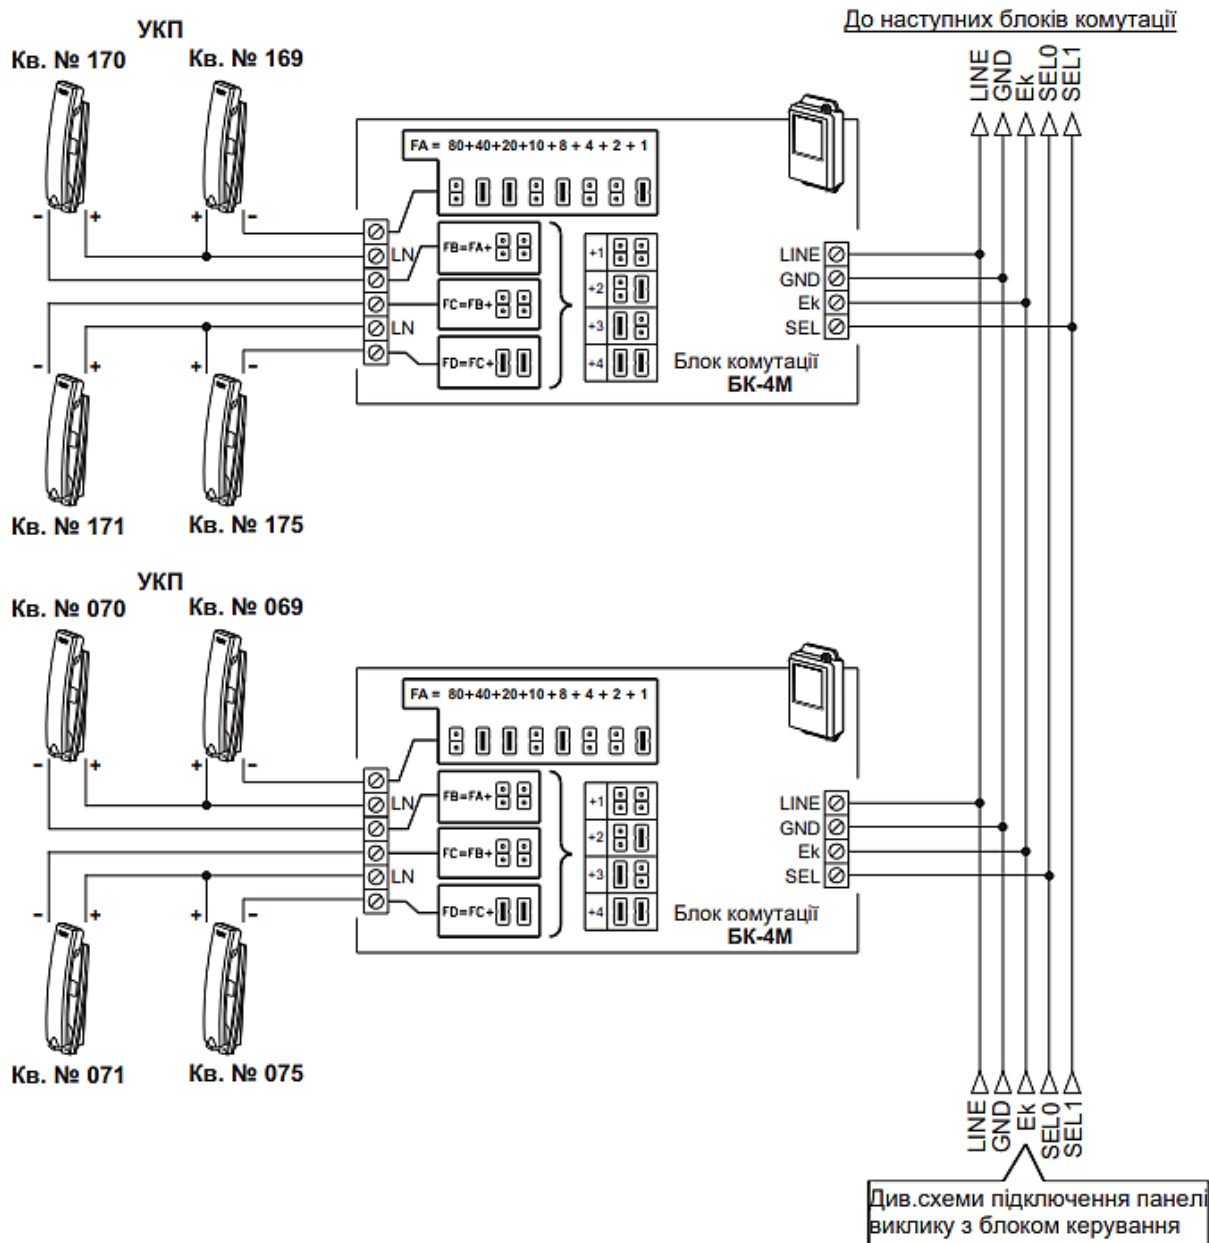 До наступних блоків комутації
LINE
GND
Ek
SEL0
SEL1
УКП
Кв. № 170
Кв. № 169
FA = 80+40+20+10+8+4+2+1
- + + -
LN
FB=FA+
FC=FB+
LN
FD=FC+
+1
+2
+3
+4
LINE
GND
Ek
SEL
Блок комутації
БК-4М
- + + -
Кв. № 171
Кв. № 175
УКП
Кв. № 070
Кв. № 069
FA = 80+40+20+10+8+4+2+1
- + + -
LN
FB=FA+
FC=FB+
LN
FD=FC+
+1
+2
+3
+4
LINE
GND
Ek
SEL
Блок комутації
БК-4М
- + + -
Кв. № 071
Кв. № 075
LINE
GND
Ek
SEL0
SEL1
Див.схеми підключення панелі
виклику з блоком керування